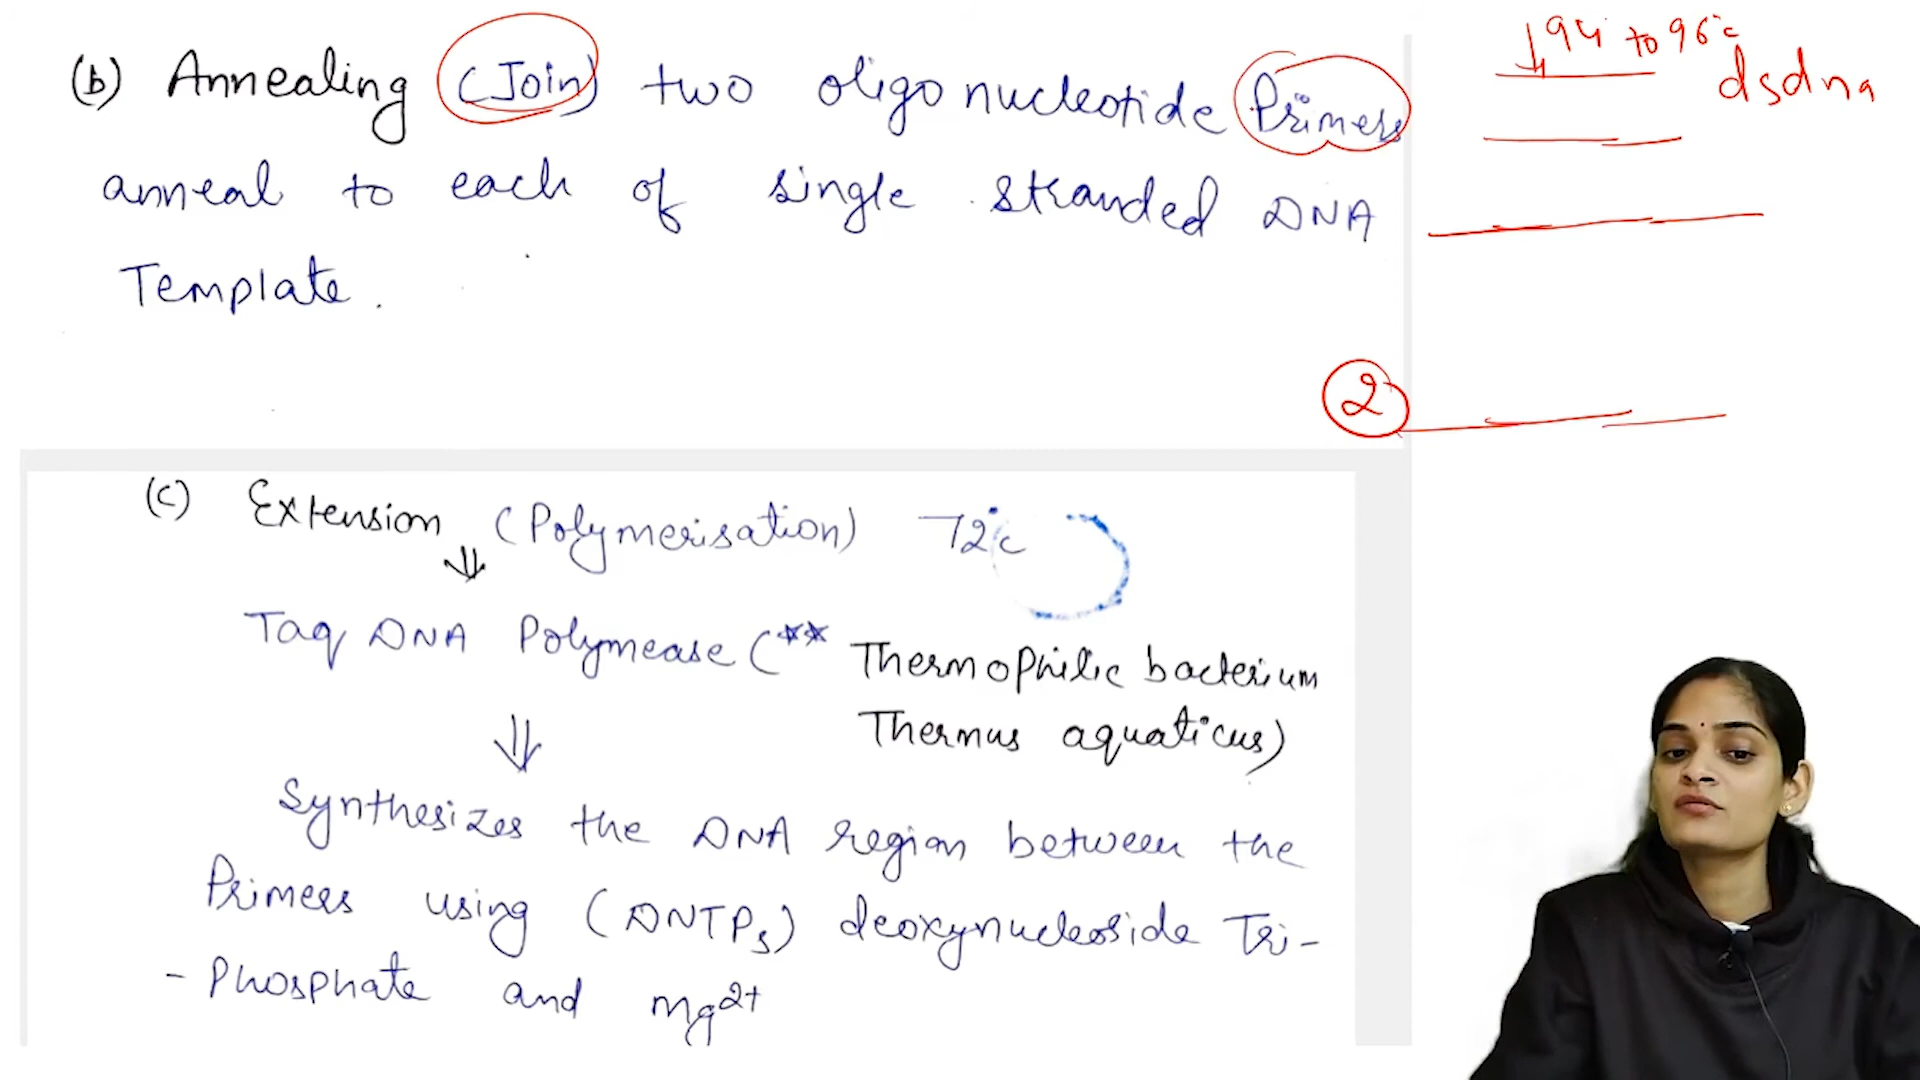 (b) Annealing (Join) two oligo nucleotide Primers
anneal to each of single stranded DNA
Template.
94 to 96°c
dsdna
2
(c) Extension (Polymerisation) 72°c
Taq DNA Polymease (** Thermophilic bacterium
Thermus aquaticus)
Synthesizes the DNA region between the
Primers using (DNTPs) deoxynucleoside Tri-
- Phosphate and mg2+